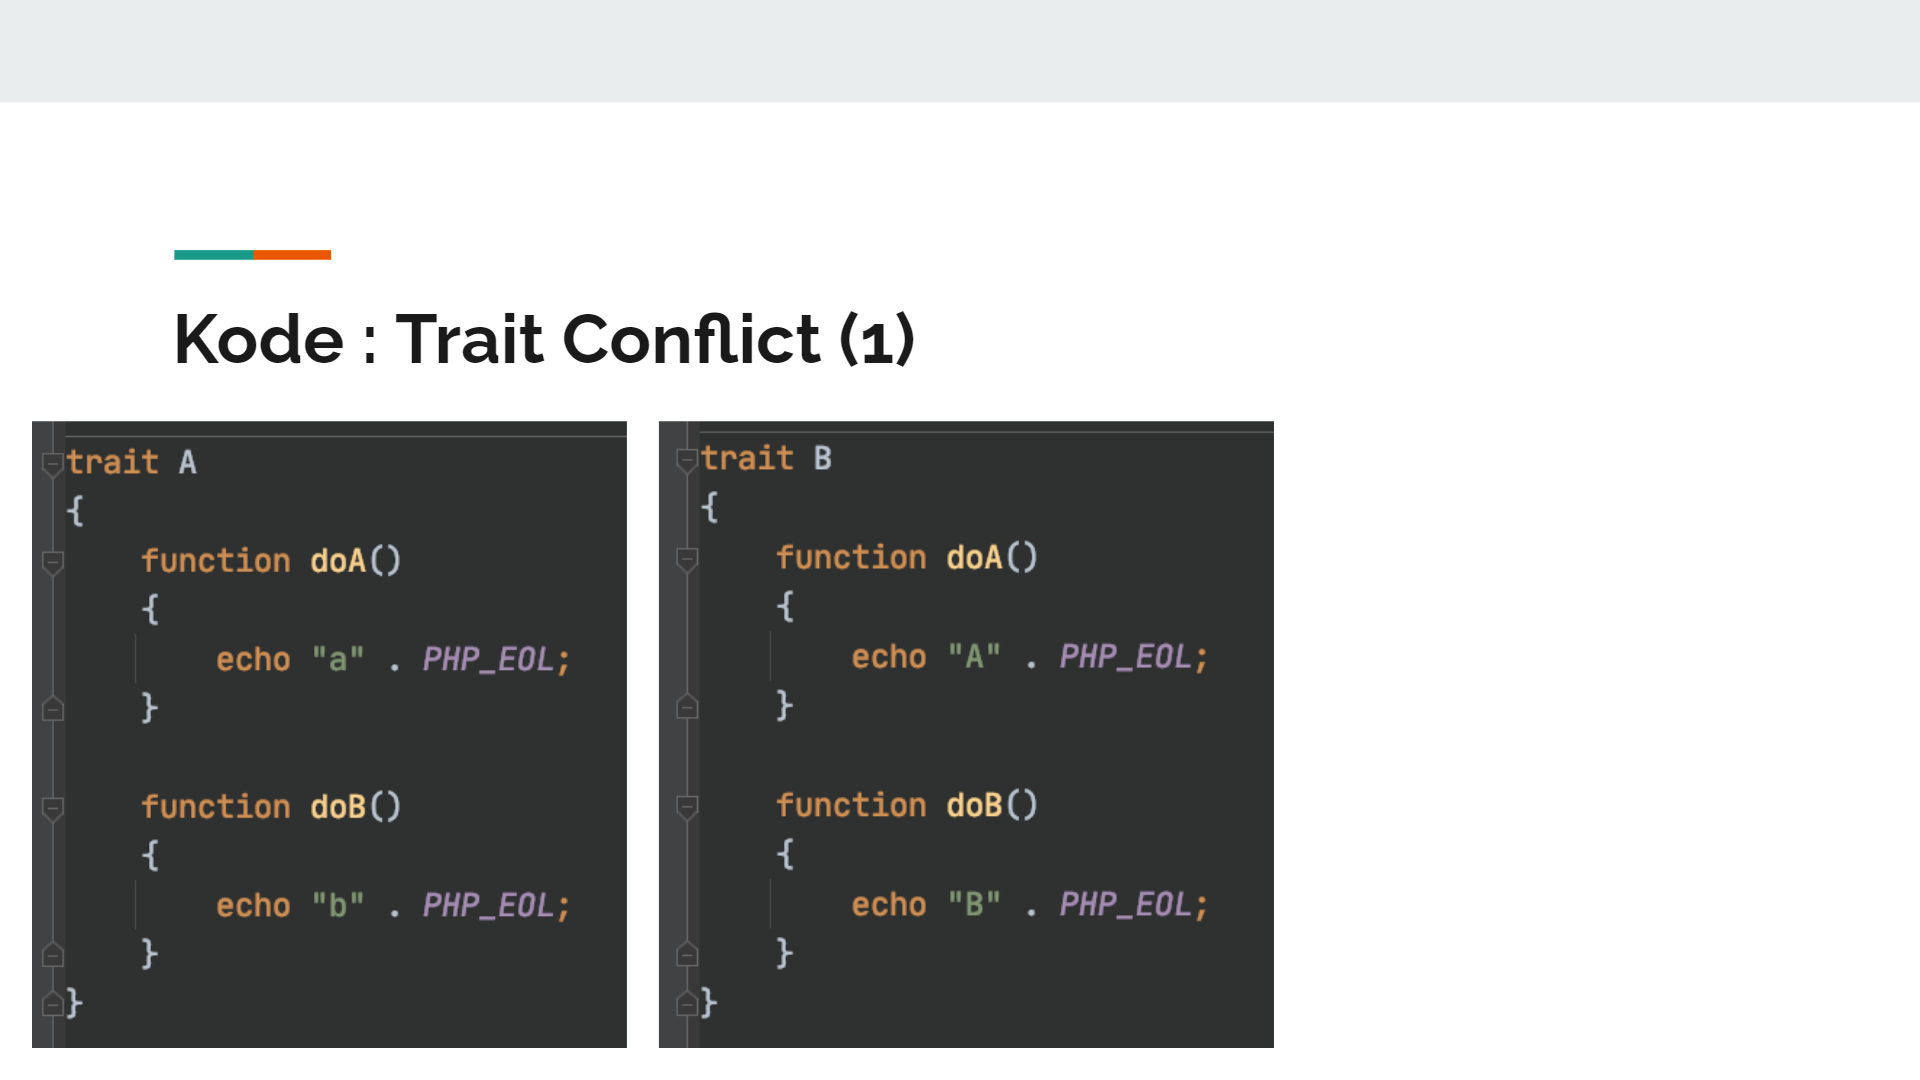 Kode : Trait Conflict (1)
trait A
{
    function doA()
    {
        echo "a" . PHP_EOL;
    }

    function doB()
    {
        echo "b" . PHP_EOL;
    }
}
trait B
{
    function doA()
    {
        echo "A" . PHP_EOL;
    }

    function doB()
    {
        echo "B" . PHP_EOL;
    }
}